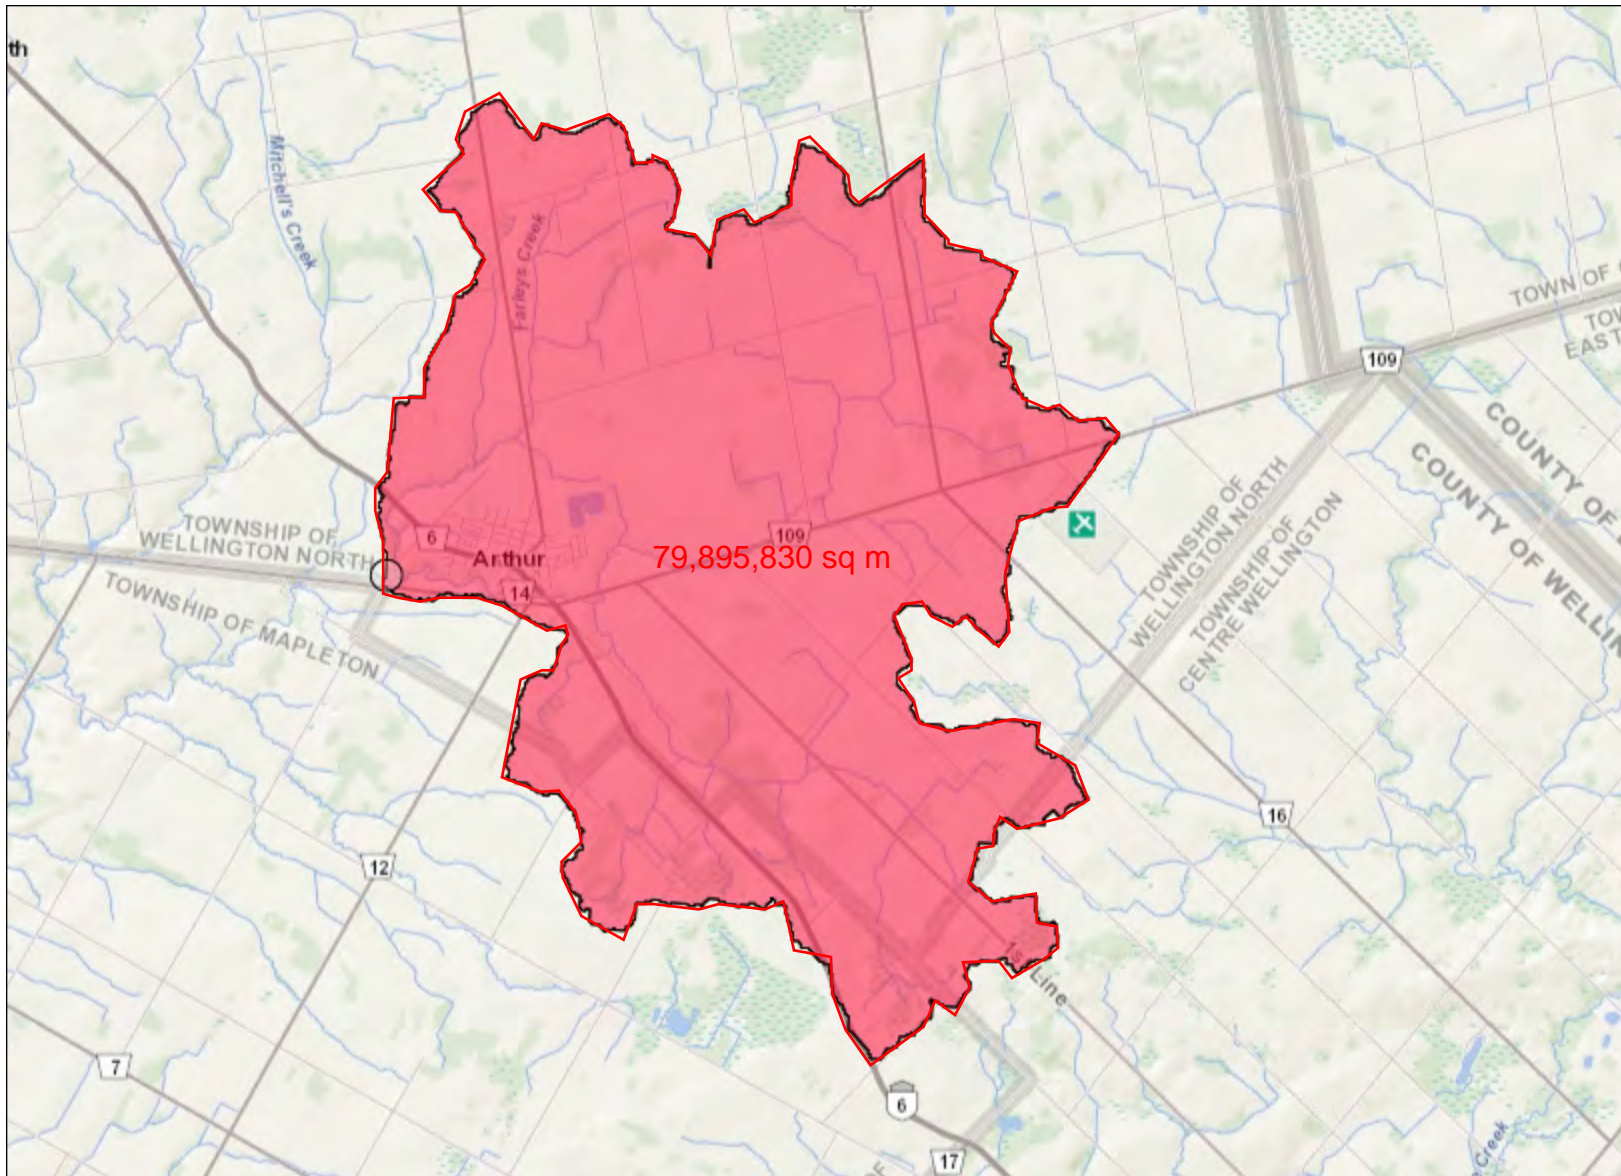 th
Mitchell's Creek
Farleys Creek
TOWN OF
EAST
109
COUNTY OF
COUNTY OF WELLIN
TOWNSHIP OF
WELLINGTON NORTH
TOWNSHIP OF
CENTRE WELLINGTON
TOWNSHIP OF
WELLINGTON NORTH
6
109
Arthur
79,895,830 sq m
14
TOWNSHIP OF MAPLETON
16
12
1st Line
7
6
17
Creek